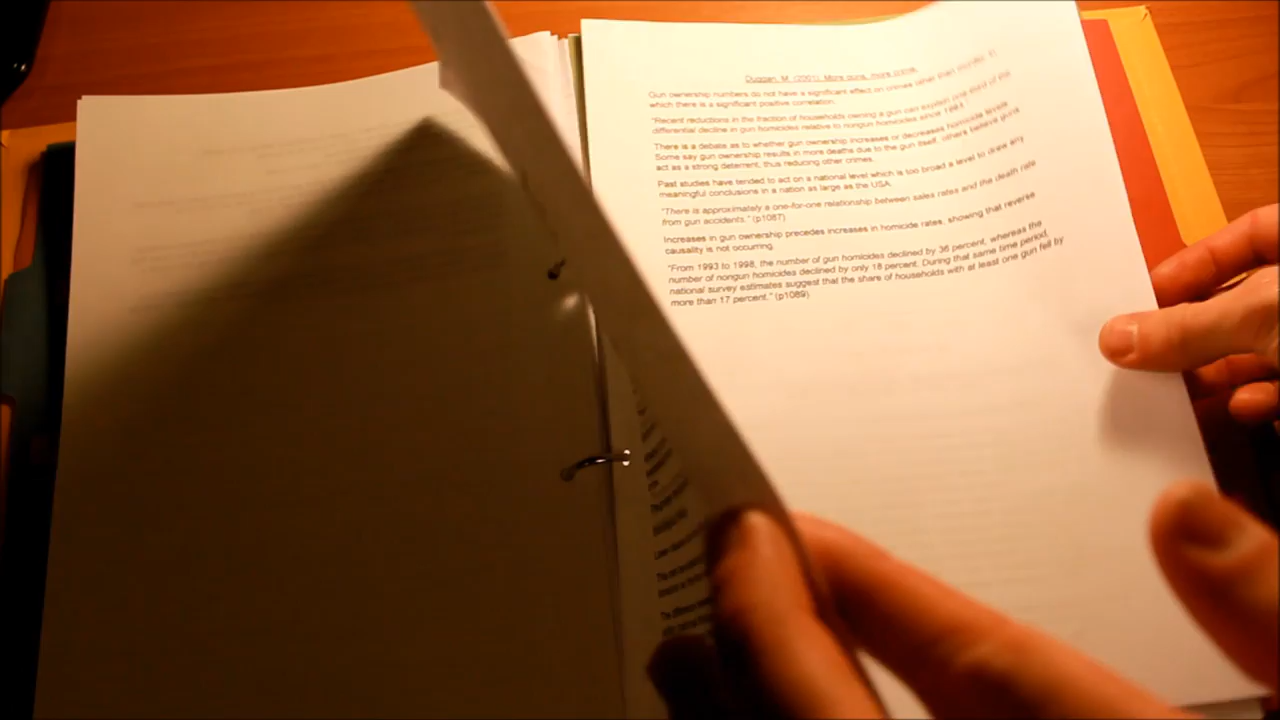 Duggan, M. (2001). More guns, more crime.
Gun ownership numbers do not have a significant effect on crimes other than murder, f
which there is a significant positive correlation.
"Recent reductions in the fraction of households owning a gun can explain one-third of the
differential decline in gun homicides relative to nongun homicides since 1993."
There is a debate as to whether gun ownership increases or decreases homicide levels.
Some say gun ownership results in more deaths due to the gun itself, others believe guns
act as a strong deterrent, thus reducing other crimes.
Past studies have tended to act on a national level which is too broad a level to draw any
meaningful conclusions in a nation as large as the USA.
"There is approximately a one-for-one relationship between sales rates and the death rate
from gun accidents." (p1087)
Increases in gun ownership precedes increases in homicide rates, showing that reverse
causality is not occurring.
"From 1993 to 1998, the number of gun homicides declined by 36 percent, whereas the
number of nongun homicides declined by only 18 percent. During that same time period,
national survey estimates suggest that the share of households with at least one gun fell by
more than 17 percent." (p1089)